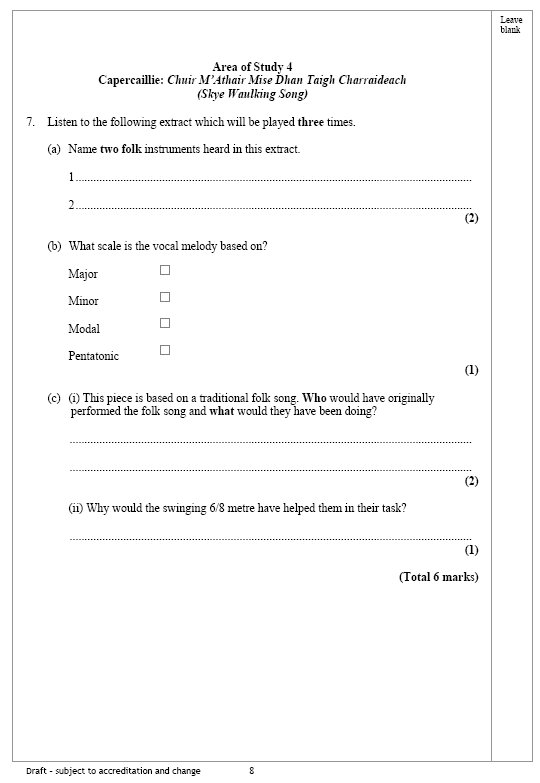 Leave
blank
Area of Study 4
Capercaillie: Chuir M'Athair Mise Dhan Taigh Charraideach
(Skye Waulking Song)
7. Listen to the following extract which will be played three times.
(a) Name two folk instruments heard in this extract.
1
2
(2)
(b) What scale is the vocal melody based on?
Major
Minor
Modal
Pentatonic
(1)
(c) (i) This piece is based on a traditional folk song. Who would have originally
performed the folk song and what would they have been doing?
(2)
(ii) Why would the swinging 6/8 metre have helped them in their task?
(1)
(Total 6 marks)
Draft - subject to accreditation and change 8